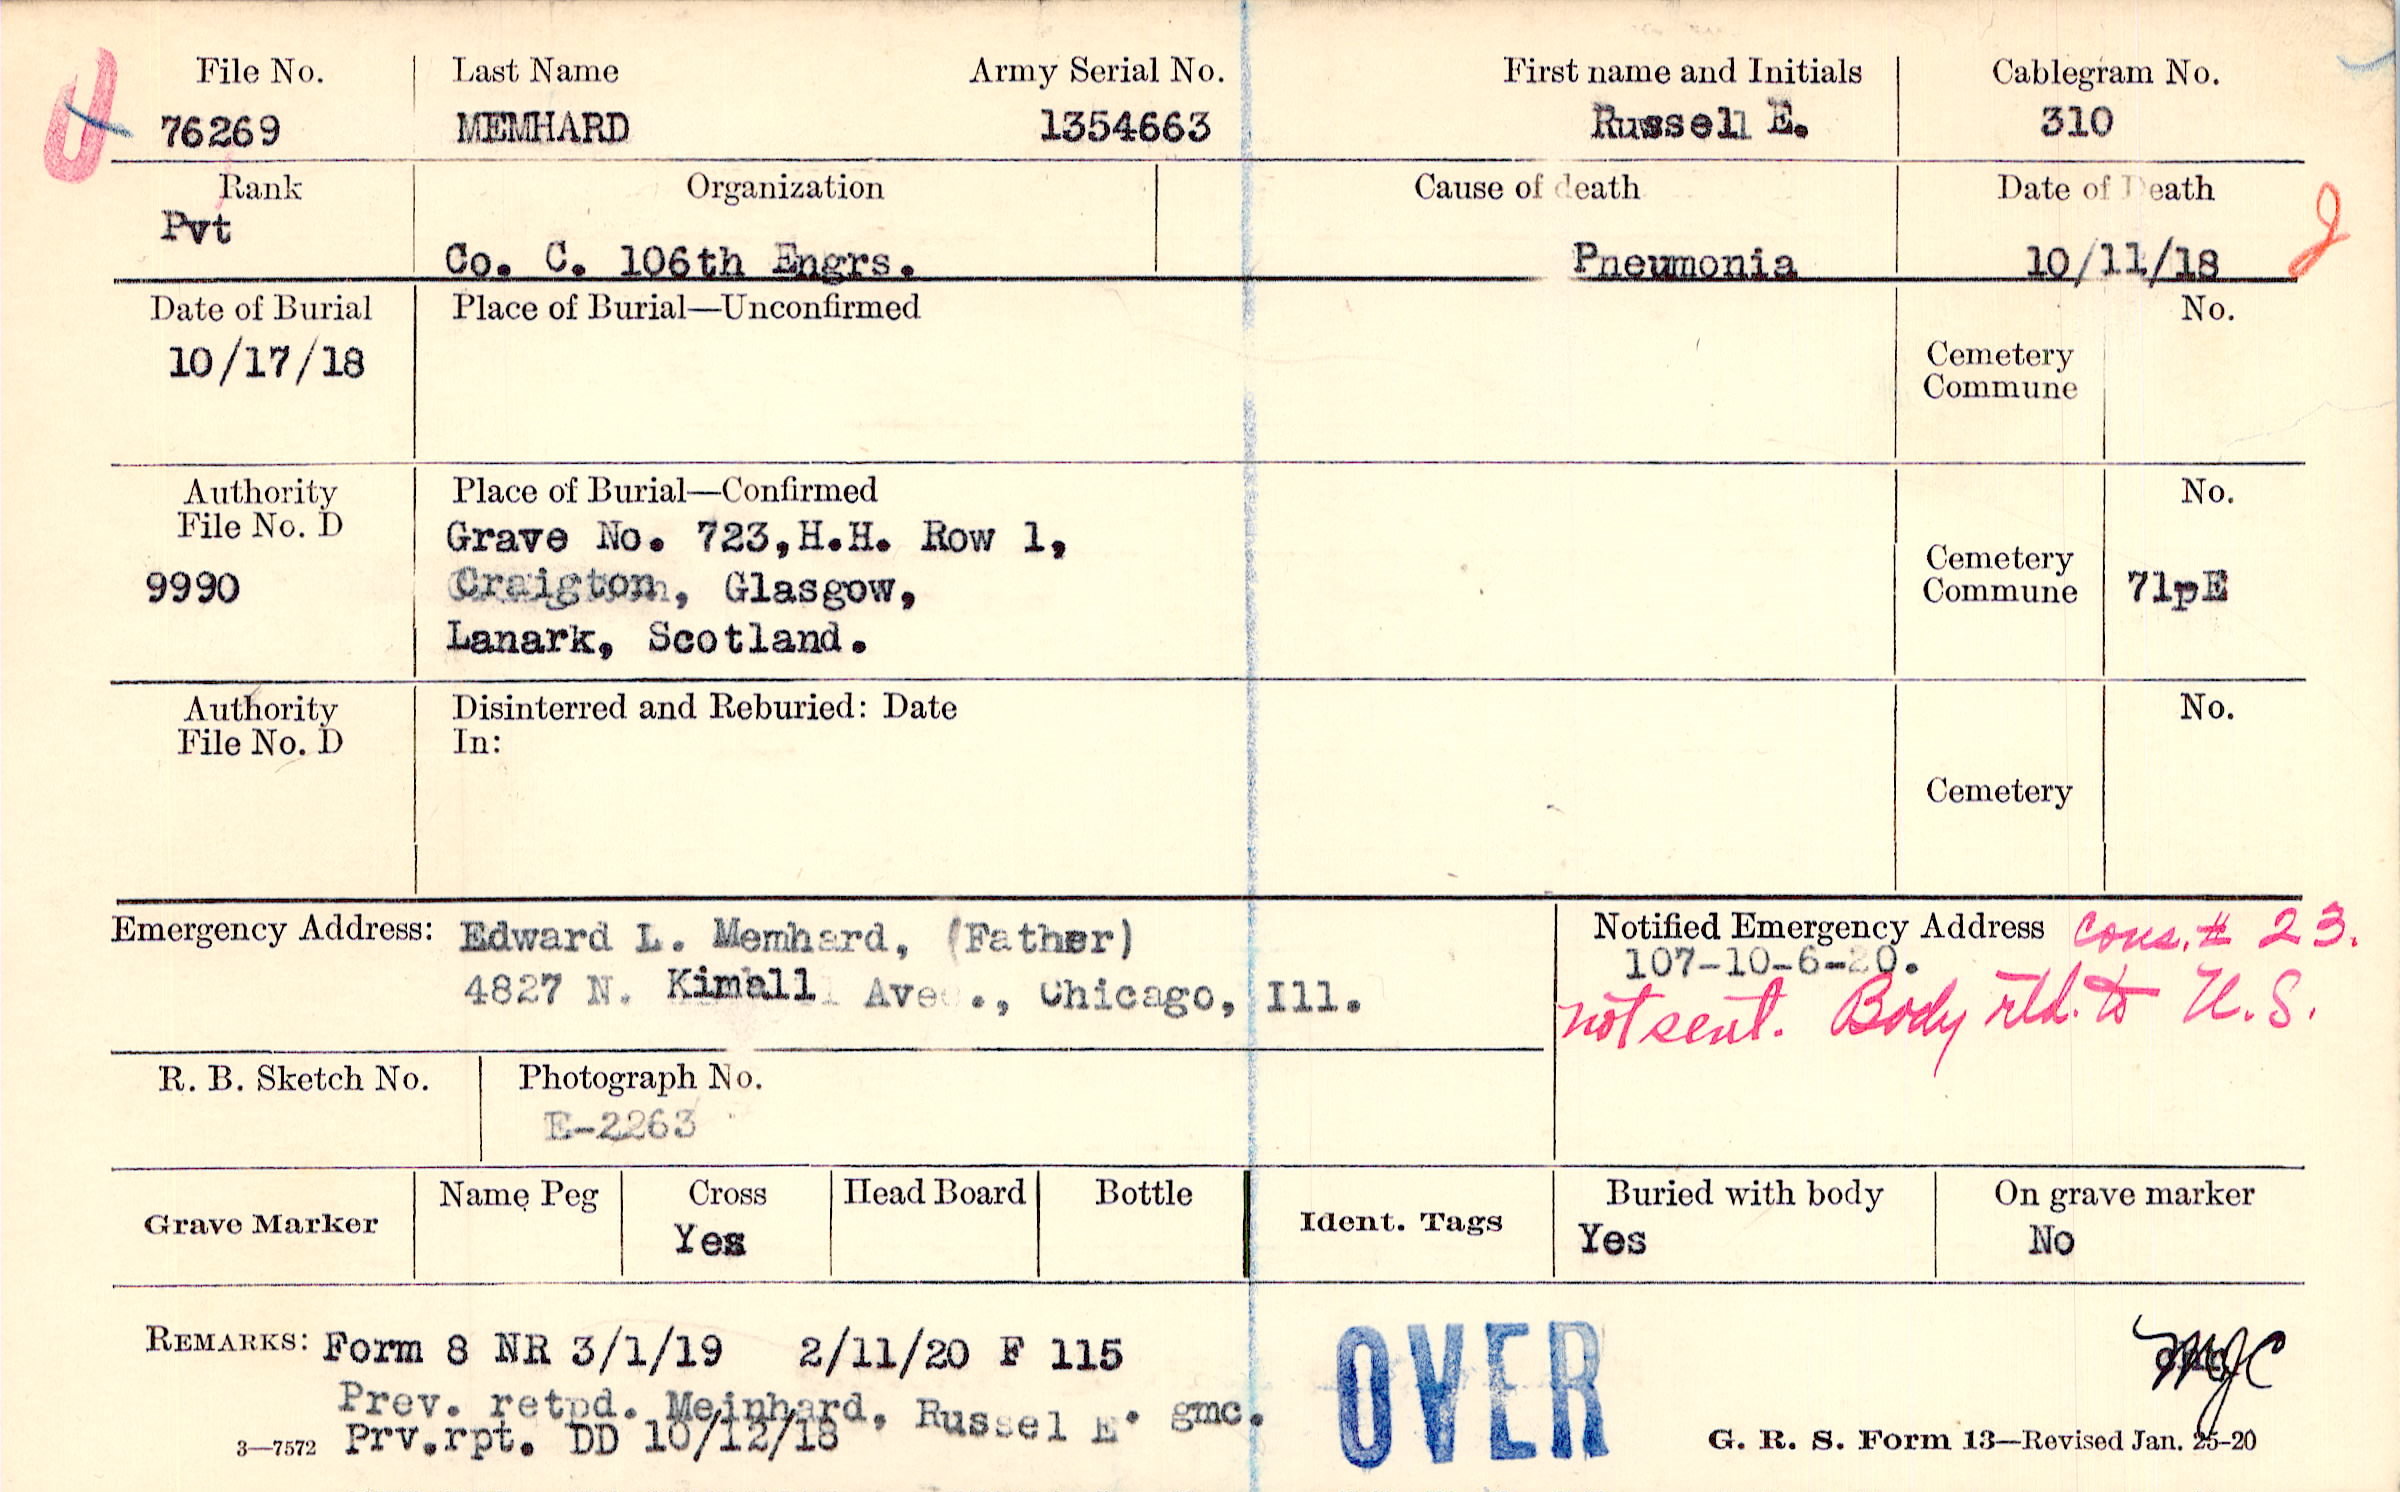 File No. Last Name Army Serial No. First name and Initials Cablegram No.
76269 MEMHARD 1354663 Russell E. 310
Rank Organization Cause of death Date of Death
Pvt Co. C. 106th Engrs. Pneumonia 10/11/18
Date of Burial Place of Burial—Unconfirmed No.
10/17/18
Cemetery
Commune
Authority Place of Burial—Confirmed No.
File No. D
Grave No. 723,H.H. Row 1,
9990 Craigton, Glasgow, Cemetery
Commune 71pE
Lanark, Scotland.
Authority Disinterred and Reburied: Date No.
File No. D In:
Cemetery
Emergency Address: Edward L. Memhard, (Father)
4827 N. Kimball Ave., Chicago, Ill.
Notified Emergency Address cons.# 23.
107-10-6-20.
not sent. Body rtd. to U.S.
R. B. Sketch No. Photograph No.
E-2263
Grave Marker Name Peg Cross Head Board Bottle Ident. Tags Buried with body On grave marker
Yes Yes No
REMARKS: Form 8 NR 3/1/19 2/11/20 F 115
Prev. retpd. Meinhard, Russel E. gmc.
Prv.rpt. DD 10/12/18
OVER
MJC
3—7572 G. R. S. Form 13—Revised Jan. 25-20